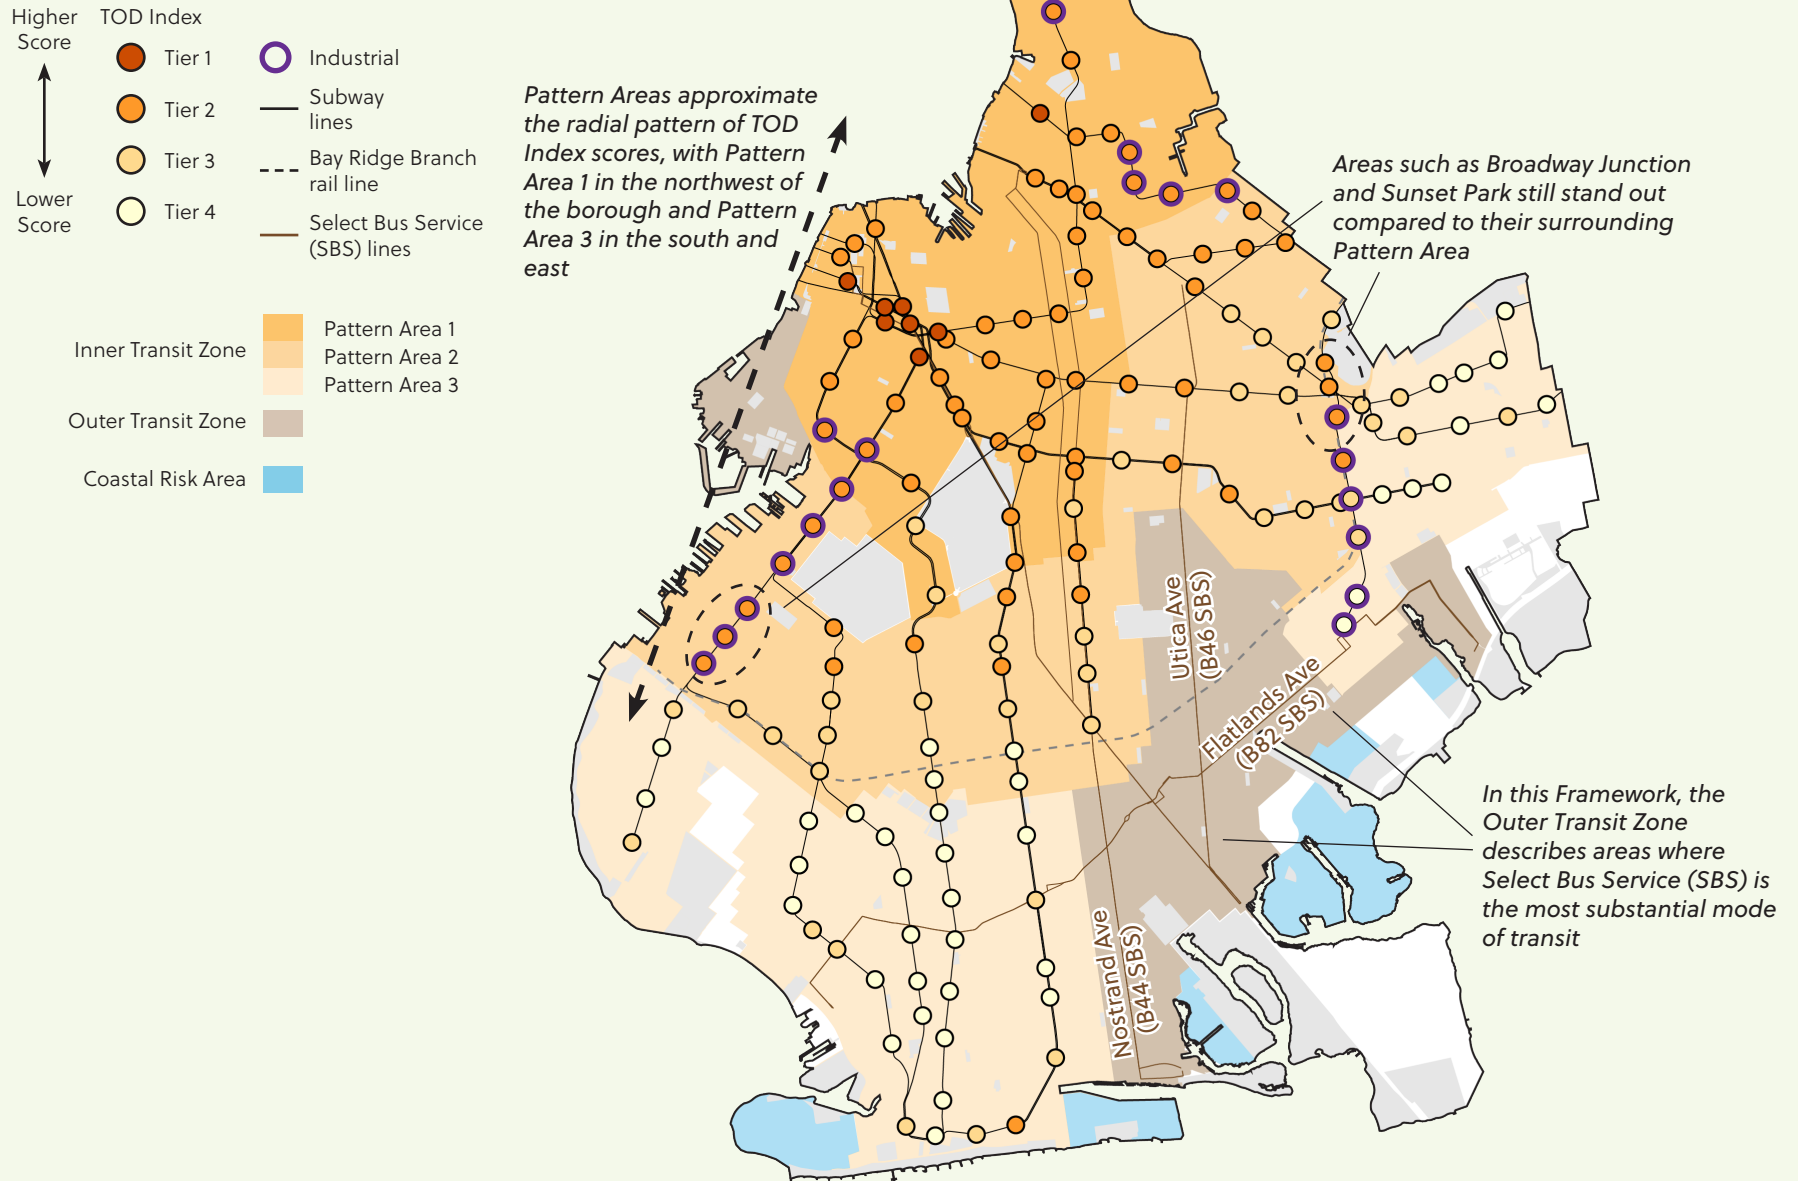 Higher
Score
Lower
Score
TOD Index
Tier 1
Tier 2
Tier 3
Tier 4
Industrial
Subway
lines
Bay Ridge Branch
rail line
Select Bus Service
(SBS) lines
Inner Transit Zone
Pattern Area 1
Pattern Area 2
Pattern Area 3
Outer Transit Zone
Coastal Risk Area
Pattern Areas approximate
the radial pattern of TOD
Index scores, with Pattern
Area 1 in the northwest of
the borough and Pattern
Area 3 in the south and
east
Areas such as Broadway Junction
and Sunset Park still stand out
compared to their surrounding
Pattern Area
Utica Ave
(B46 SBS)
Flatlands Ave
(B82 SBS)
Nostrand Ave
(B44 SBS)
In this Framework, the
Outer Transit Zone
describes areas where
Select Bus Service (SBS) is
the most substantial mode
of transit